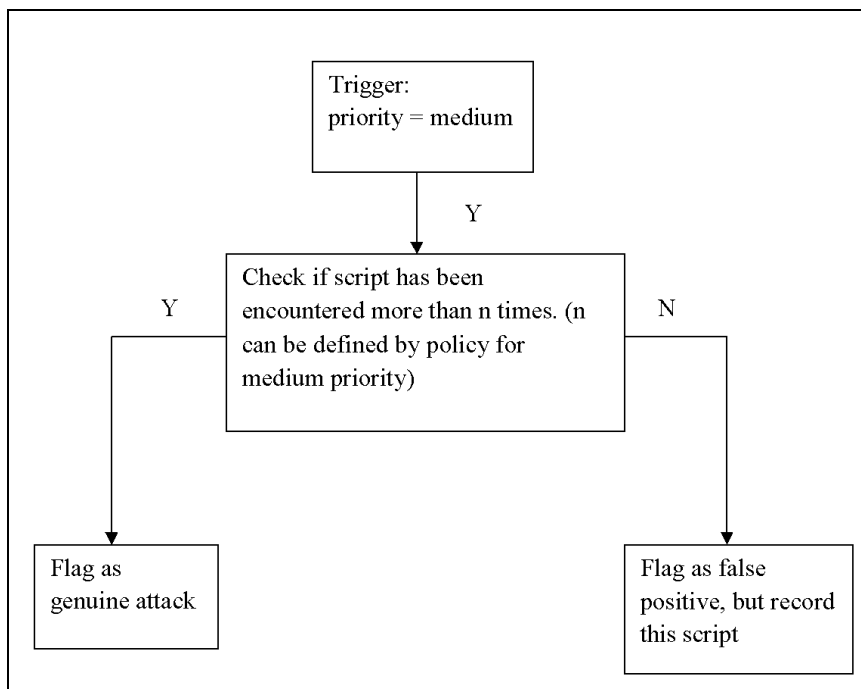 Trigger:
priority = medium
Y
Check if script has been
encountered more than n times. (n
can be defined by policy for
medium priority)
Y
N
Flag as
genuine attack
Flag as false
positive, but record
this script